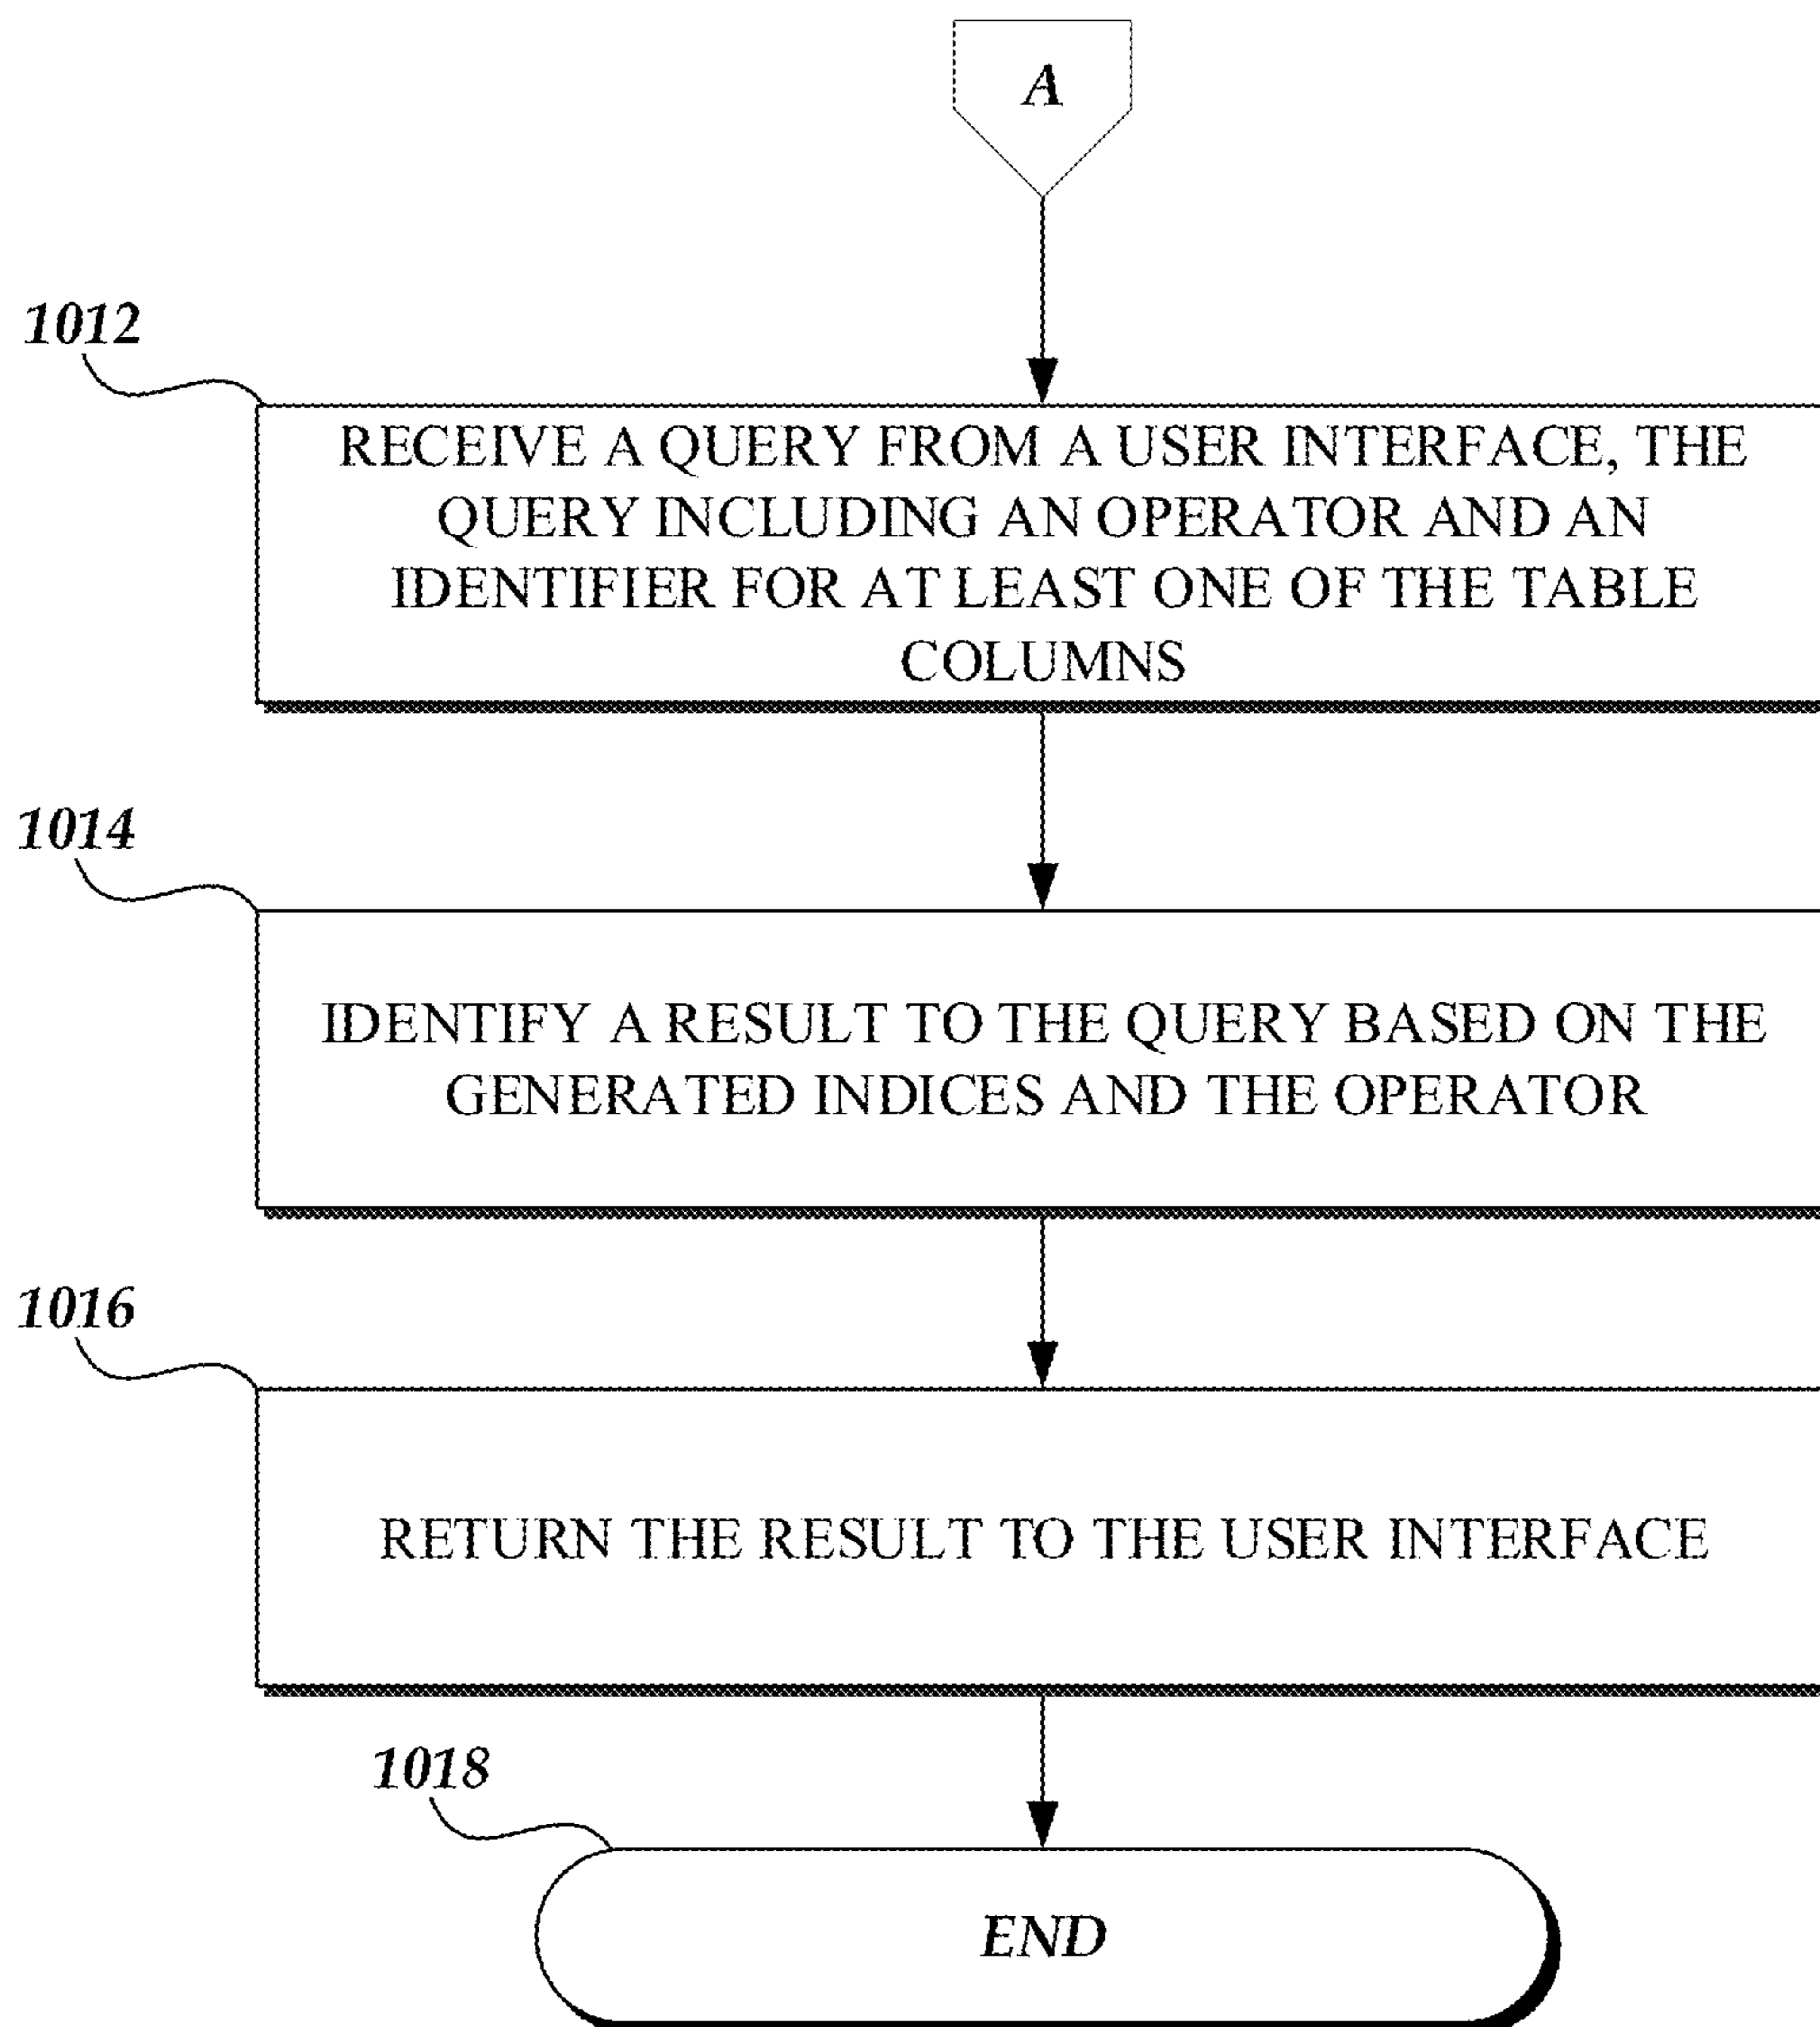 A
1012
RECEIVE A QUERY FROM A USER INTERFACE, THE
QUERY INCLUDING AN OPERATOR AND AN
IDENTIFIER FOR AT LEAST ONE OF THE TABLE
COLUMNS
1014
IDENTIFY A RESULT TO THE QUERY BASED ON THE
GENERATED INDICES AND THE OPERATOR
1016
RETURN THE RESULT TO THE USER INTERFACE
1018
END